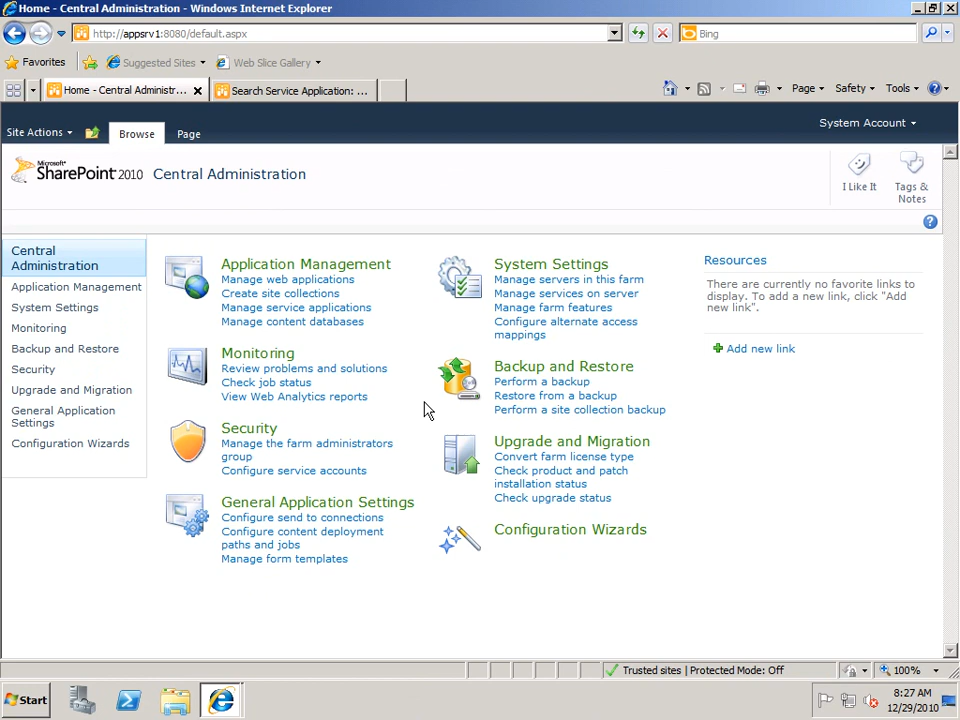 Home - Central Administration - Windows Internet Explorer
http://appsrv1:8080/default.aspx
Bing
Favorites
Suggested Sites
Web Slice Gallery
Home - Central Administr...
Search Service Application: ...
Page
Safety
Tools
System Account
Site Actions
Browse
Page
Microsoft
SharePoint 2010
Central Administration
I Like It
Tags &
Notes
Central
Administration
Application Management
System Settings
Monitoring
Backup and Restore
Security
Upgrade and Migration
General Application
Settings
Configuration Wizards
Application Management
Manage web applications
Create site collections
Manage service applications
Manage content databases
Monitoring
Review problems and solutions
Check job status
View Web Analytics reports
Security
Manage the farm administrators
group
Configure service accounts
General Application Settings
Configure send to connections
Configure content deployment
paths and jobs
Manage form templates
System Settings
Manage servers in this farm
Manage services on server
Manage farm features
Configure alternate access
mappings
Backup and Restore
Perform a backup
Restore from a backup
Perform a site collection backup
Upgrade and Migration
Convert farm license type
Check product and patch
installation status
Check upgrade status
Configuration Wizards
Resources
There are currently no favorite links to
display. To add a new link, click "Add
new link".
Add new link
Trusted sites | Protected Mode: Off
100%
Start
8:27 AM
12/29/2010